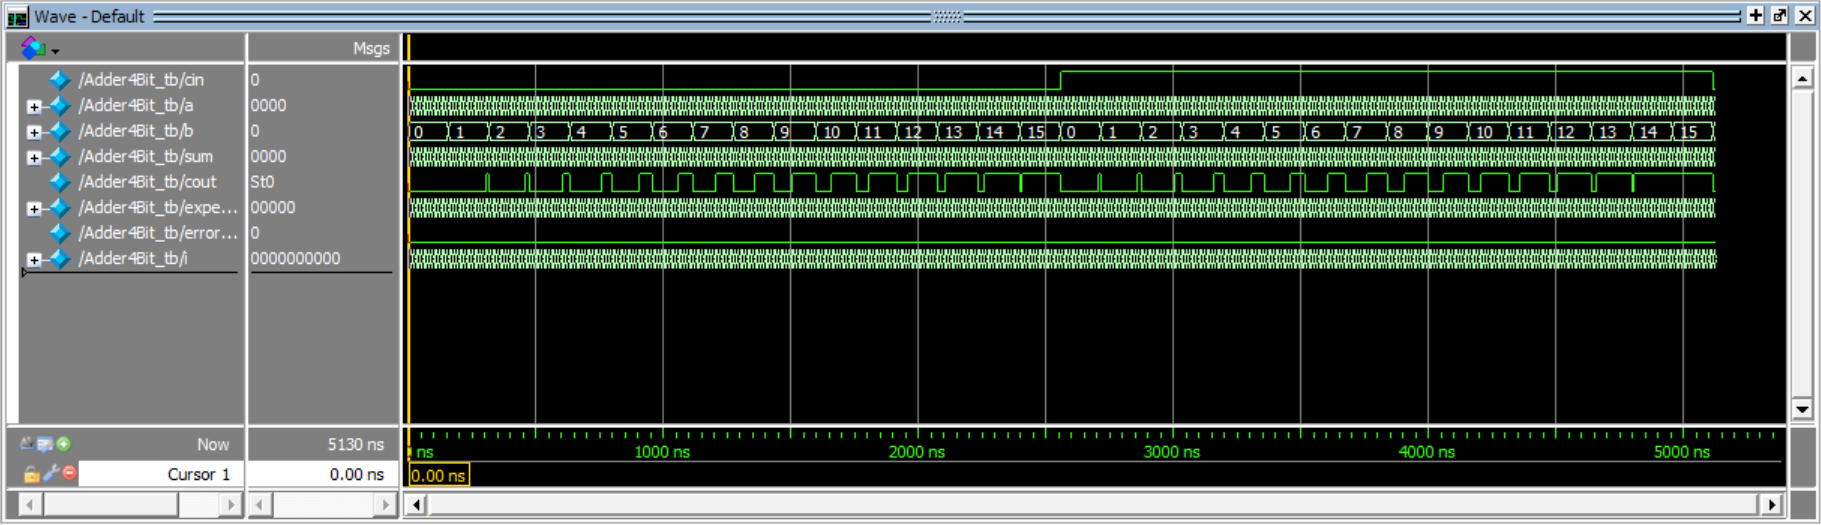 Wave - Default
Msgs
/Adder4Bit_tb/cin 0
/Adder4Bit_tb/a 0000
/Adder4Bit_tb/b 0 0 1 2 3 4 5 6 7 8 9 10 11 12 13 14 15 0 1 2 3 4 5 6 7 8 9 10 11 12 13 14 15
/Adder4Bit_tb/sum 0000
/Adder4Bit_tb/cout St0
/Adder4Bit_tb/expe... 00000
/Adder4Bit_tb/error... 0
/Adder4Bit_tb/i 0000000000
Now 5130 ns ns 1000 ns 2000 ns 3000 ns 4000 ns 5000 ns
Cursor 1 0.00 ns 0.00 ns